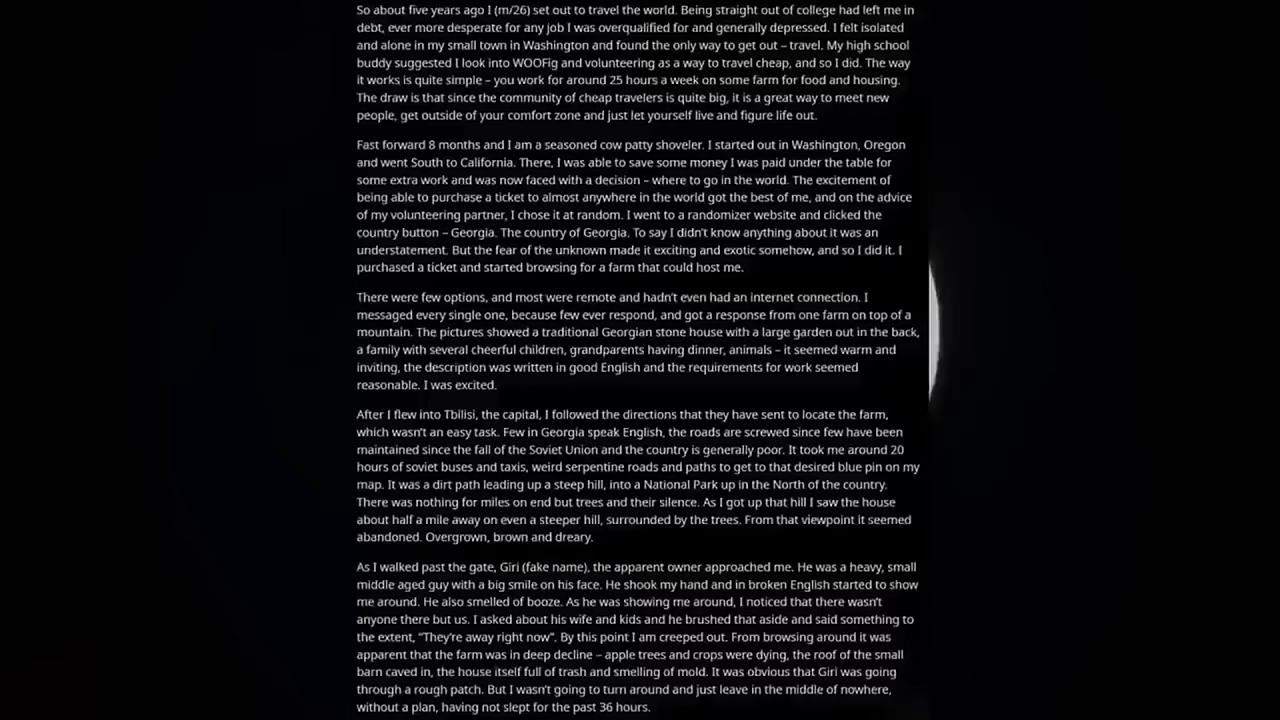 So about five years ago I (m/26) set out to travel the world. Being straight out of college had left me in
debt, ever more desperate for any job I was overqualified for and generally depressed. I felt isolated
and alone in my small town in Washington and found the only way to get out – travel. My high school
buddy suggested I look into WOOFig and volunteering as a way to travel cheap, and so I did. The way
it works is quite simple – you work for around 25 hours a week on some farm for food and housing.
The draw is that since the community of cheap travelers is quite big, it is a great way to meet new
people, get outside of your comfort zone and just let yourself live and figure life out.
Fast forward 8 months and I am a seasoned cow patty shoveler. I started out in Washington, Oregon
and went South to California. There, I was able to save some money I was paid under the table for
some extra work and was now faced with a decision – where to go in the world. The excitement of
being able to purchase a ticket to almost anywhere in the world got the best of me, and on the advice
of my volunteering partner, I chose it at random. I went to a randomizer website and clicked the
country button – Georgia. The country of Georgia. To say I didn't know anything about it was an
understatement. But the fear of the unknown made it exciting and exotic somehow, and so I did it. I
purchased a ticket and started browsing for a farm that could host me.
There were few options, and most were remote and hadn't even had an internet connection. I
messaged every single one, because few ever respond, and got a response from one farm on top of a
mountain. The pictures showed a traditional Georgian stone house with a large garden out in the back,
a family with several cheerful children, grandparents having dinner, animals – it seemed warm and
inviting, the description was written in good English and the requirements for work seemed
reasonable. I was excited.
After I flew into Tbilisi, the capital, I followed the directions that they have sent to locate the farm,
which wasn't an easy task. Few in Georgia speak English, the roads are screwed since few have been
maintained since the fall of the Soviet Union and the country is generally poor. It took me around 20
hours of soviet buses and taxis, weird serpentine roads and paths to get to that desired blue pin on my
map. It was a dirt path leading up a steep hill, into a National Park up in the North of the country.
There was nothing for miles on end but trees and their silence. As I got up that hill I saw the house
about half a mile away on even a steeper hill, surrounded by the trees. From that viewpoint it seemed
abandoned. Overgrown, brown and dreary.
As I walked past the gate, Giri (fake name), the apparent owner approached me. He was a heavy, small
middle aged guy with a big smile on his face. He shook my hand and in broken English started to show
me around. He also smelled of booze. As he was showing me around, I noticed that there wasn't
anyone there but us. I asked about his wife and kids and he brushed that aside and said something to
the extent, "They're away right now". By this point I am creeped out. From browsing around it was
apparent that the farm was in deep decline – apple trees and crops were dying, the roof of the small
barn caved in, the house itself full of trash and smelling of mold. It was obvious that Giri was going
through a rough patch. But I wasn't going to turn around and just leave in the middle of nowhere,
without a plan, having not slept for the past 36 hours.